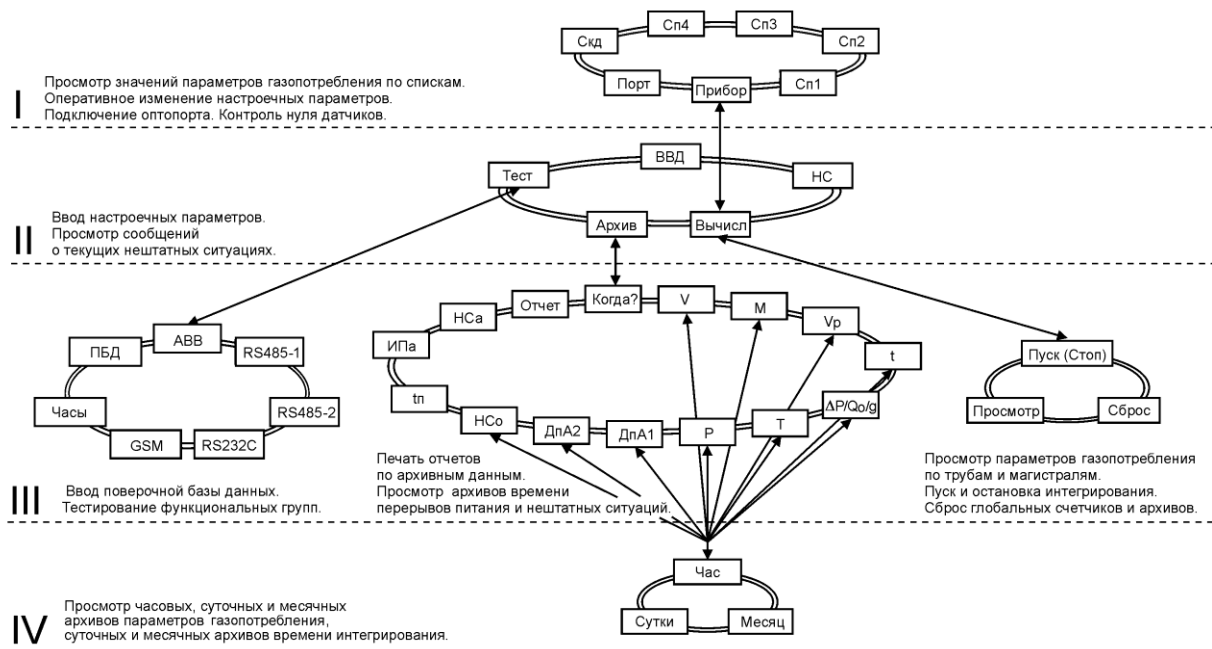 Сп4
Сп3
Скд
Сп2
Порт
Прибор
Сп1
I
Просмотр значений параметров газопотребления по спискам.
Оперативное изменение настроечных параметров.
Подключение оптопорта. Контроль нуля датчиков.
ВВД
Тест
НС
Архив
Вычисл
II
Ввод настроечных параметров.
Просмотр сообщений
о текущих нештатных ситуациях.
АВВ
ПБД
RS485-1
Часы
RS485-2
GSM
RS232C
Когда?
V
Отчет
M
НСа
Vр
ИПа
t
tп
ΔP/Qо/g
НСо
T
ДпА2
ДпА1
P
Пуск (Стоп)
Просмотр
Сброс
III
Ввод поверочной базы данных.
Тестирование функциональных групп.
Печать отчетов
по архивным данным.
Просмотр архивов времени
перерывов питания и нештатных ситуаций.
Просмотр параметров газопотребления
по трубам и магистралям.
Пуск и остановка интегрирования.
Сброс глобальных счетчиков и архивов.
Час
Сутки
Месяц
IV
Просмотр часовых, суточных и месячных
архивов параметров газопотребления,
суточных и месячных архивов времени интегрирования.